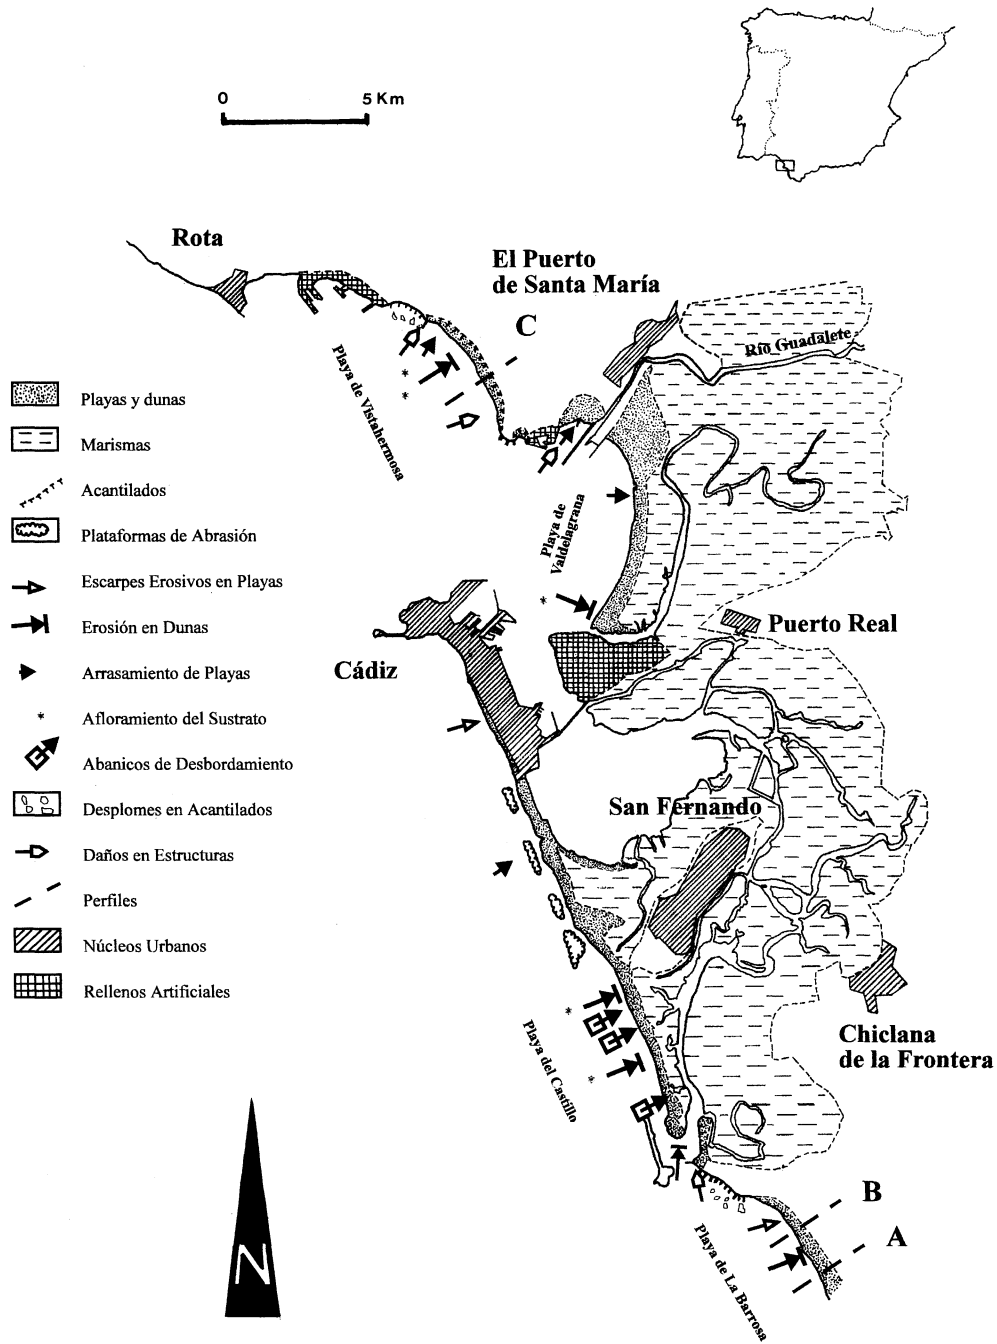 0 5 Km
Rota
El Puerto
de Santa María
C
Río Guadalete
Playa de Vistahermosa
Playas y dunas
Marismas
Acantilados
Plataformas de Abrasión
Escarpes Erosivos en Playas
Erosión en Dunas
Arrasamiento de Playas
Afloramiento del Sustrato
Abanicos de Desbordamiento
Desplomes en Acantilados
Daños en Estructuras
Perfiles
Núcleos Urbanos
Rellenos Artificiales
Playa de
Valdelagrana
Puerto Real
Cádiz
San Fernando
Playa del Castillo
Chiclana
de la Frontera
B
A
Playa de La Barrosa
N